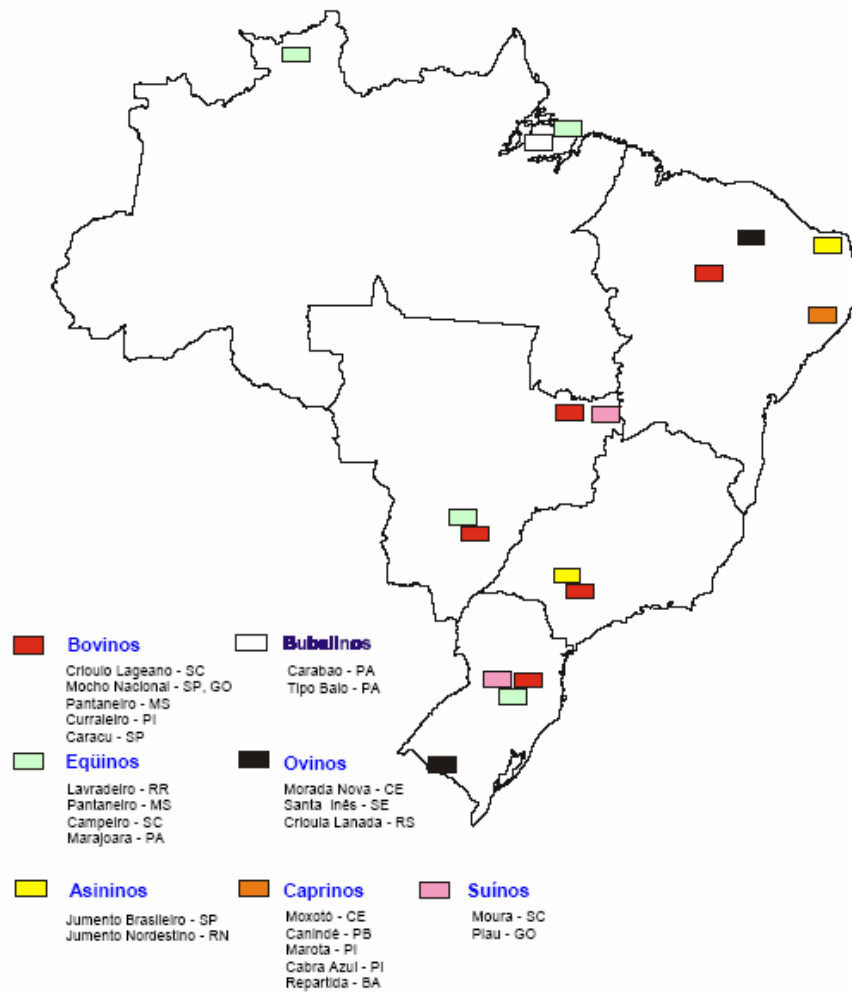 Bovinos
Crioulo Lageano - SC
Mocho Nacional - SP, GO
Pantaneiro - MS
Curraleiro - PI
Caracu - SP
Bubalinos
Carabao - PA
Tipo Baio - PA
Eqüinos
Lavradeiro - RR
Pantaneiro - MS
Campeiro - SC
Marajoara - PA
Ovinos
Morada Nova - CE
Santa Inês - SE
Crioula Lanada - RS
Asininos
Jumento Brasileiro - SP
Jumento Nordestino - RN
Caprinos
Moxotó - CE
Canindé - PB
Marota - PI
Cabra Azul - PI
Repartida - BA
Suínos
Moura - SC
Piau - GO